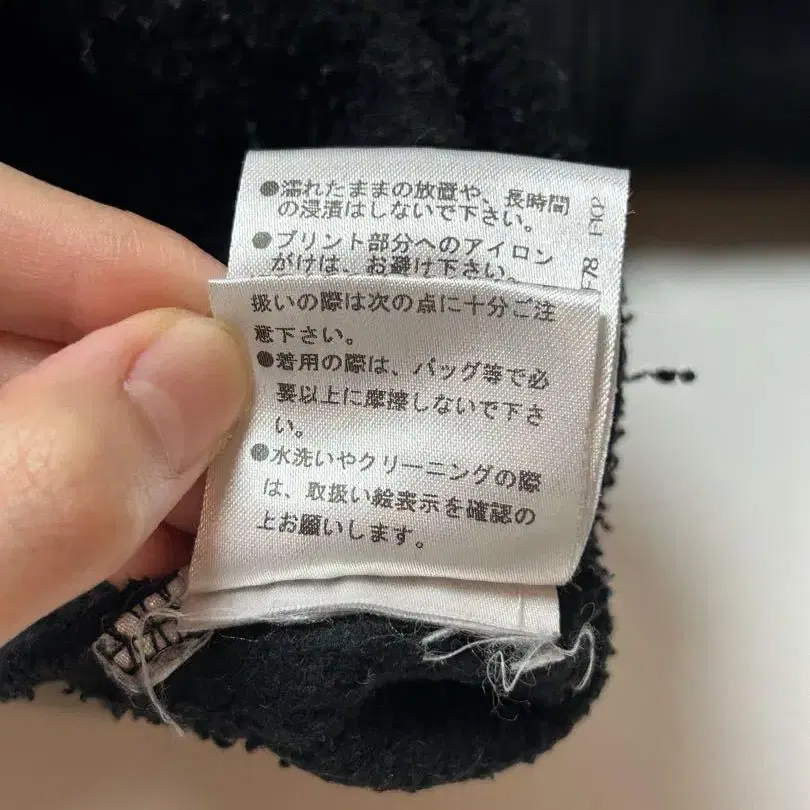 ●濡れたままの放置や、長時間
の浸漬はしないで下さい。
●プリント部分へのアイロン
がけは、お避け下さい。
扱いの際は次の点に十分ご注
意下さい。
●着用の際は、バッグ等で必
要以上に摩擦しないで下さ
い。
●水洗いやクリーニングの際
は、取扱い絵表示を確認の
上お願いします。